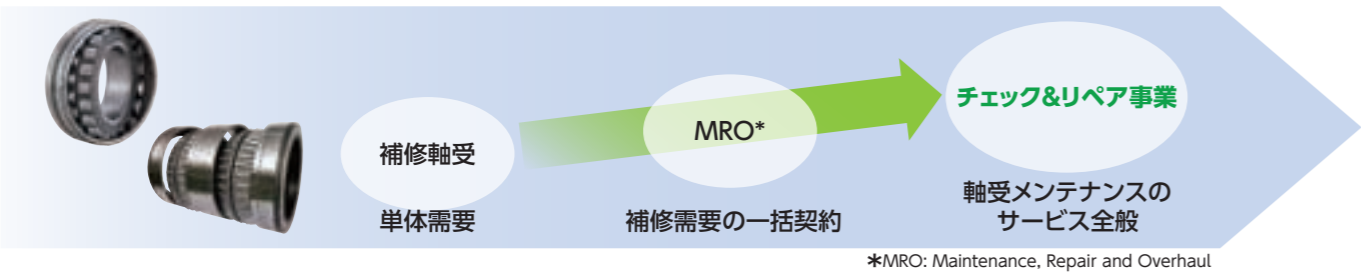 補修軸受
単体需要
MRO*
補修需要の一括契約
チェック&リペア事業
軸受メンテナンスの
サービス全般
*MRO: Maintenance, Repair and Overhaul